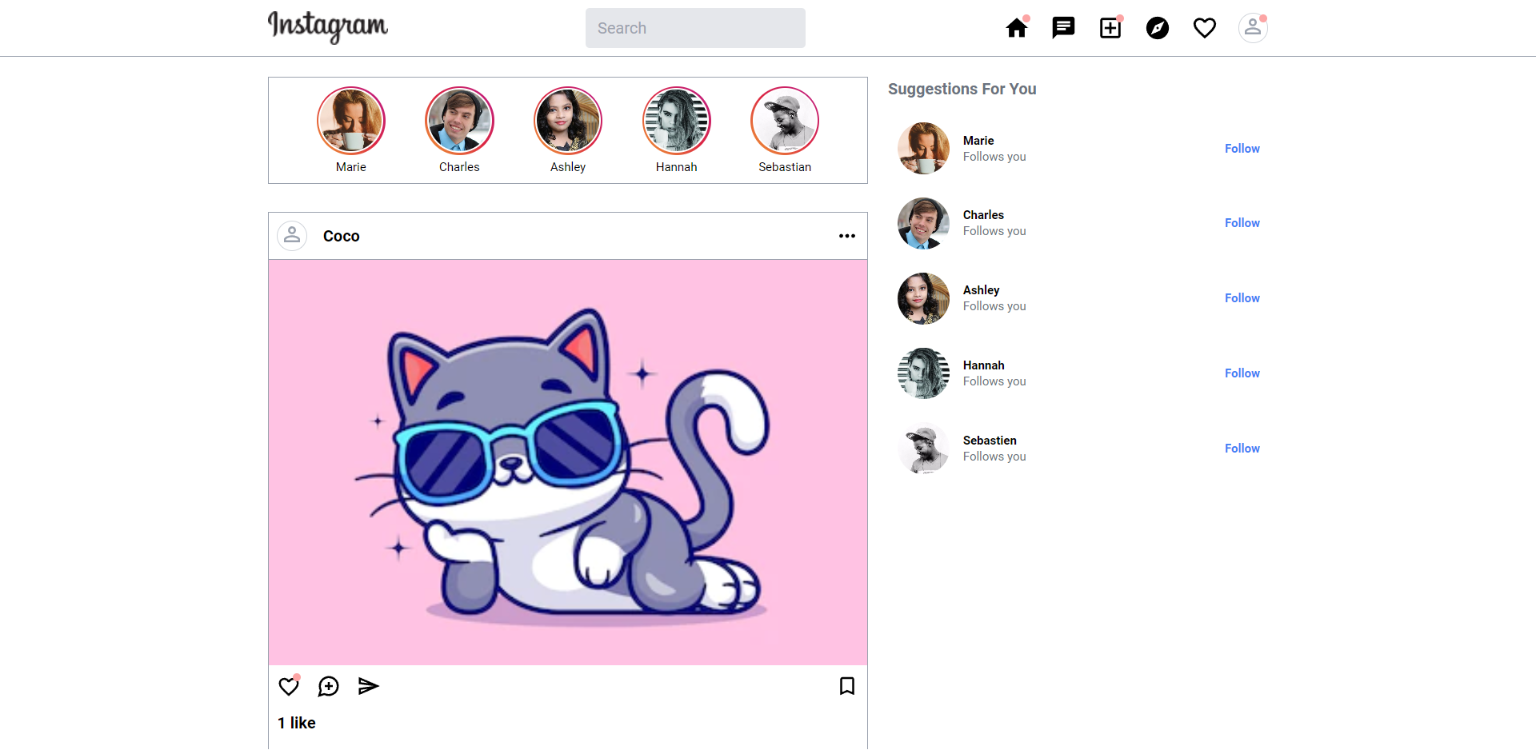 Instagram
Search
Marie
Charles
Ashley
Hannah
Sebastian
Coco
1 like
Suggestions For You
Marie
Follows you
Follow
Charles
Follows you
Follow
Ashley
Follows you
Follow
Hannah
Follows you
Follow
Sebastien
Follows you
Follow